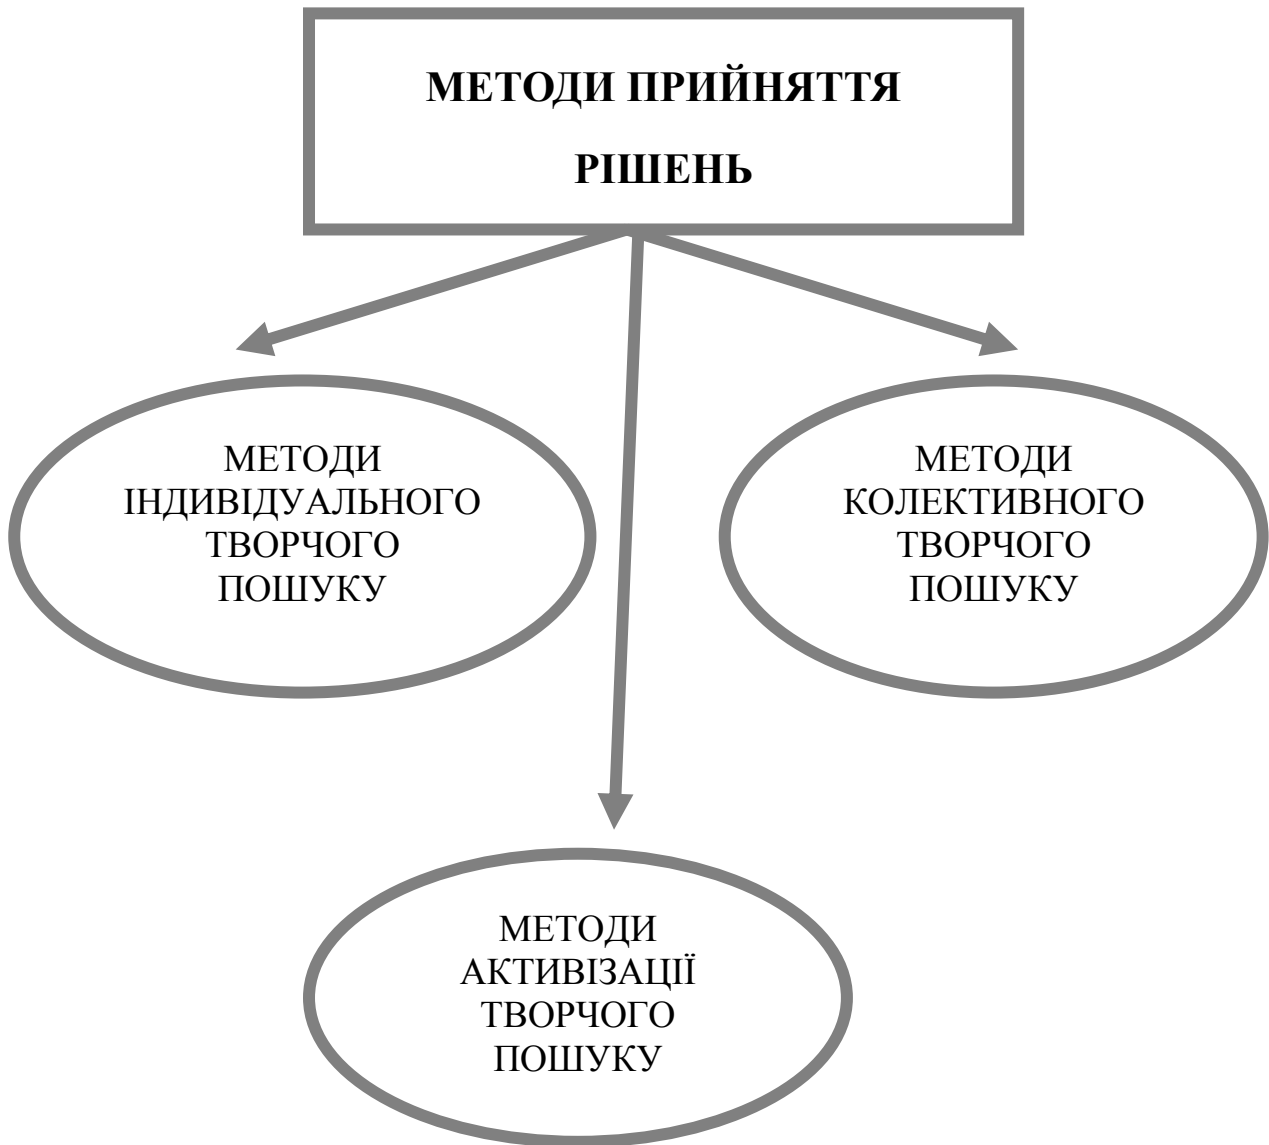 МЕТОДИ ПРИЙНЯТТЯ
РІШЕНЬ
МЕТОДИ
ІНДИВІДУАЛЬНОГО
ТВОРЧОГО
ПОШУКУ
МЕТОДИ
КОЛЕКТИВНОГО
ТВОРЧОГО
ПОШУКУ
МЕТОДИ
АКТИВІЗАЦІЇ
ТВОРЧОГО
ПОШУКУ